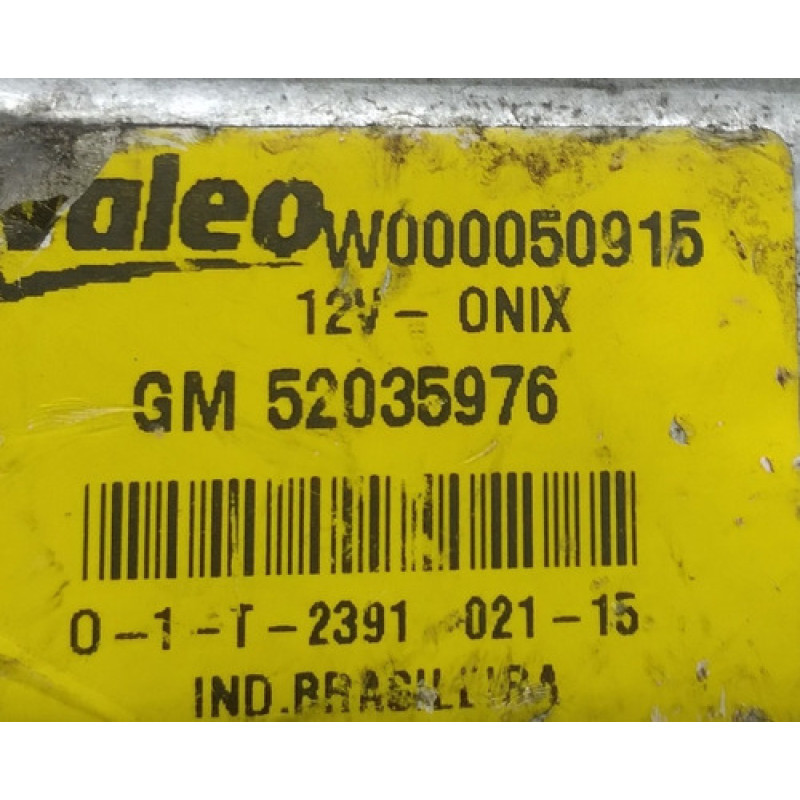 Valeo W000050915
12V - ONIX
GM 52035976
0-1-T-2391 021-15
IND.BRASILEIRA